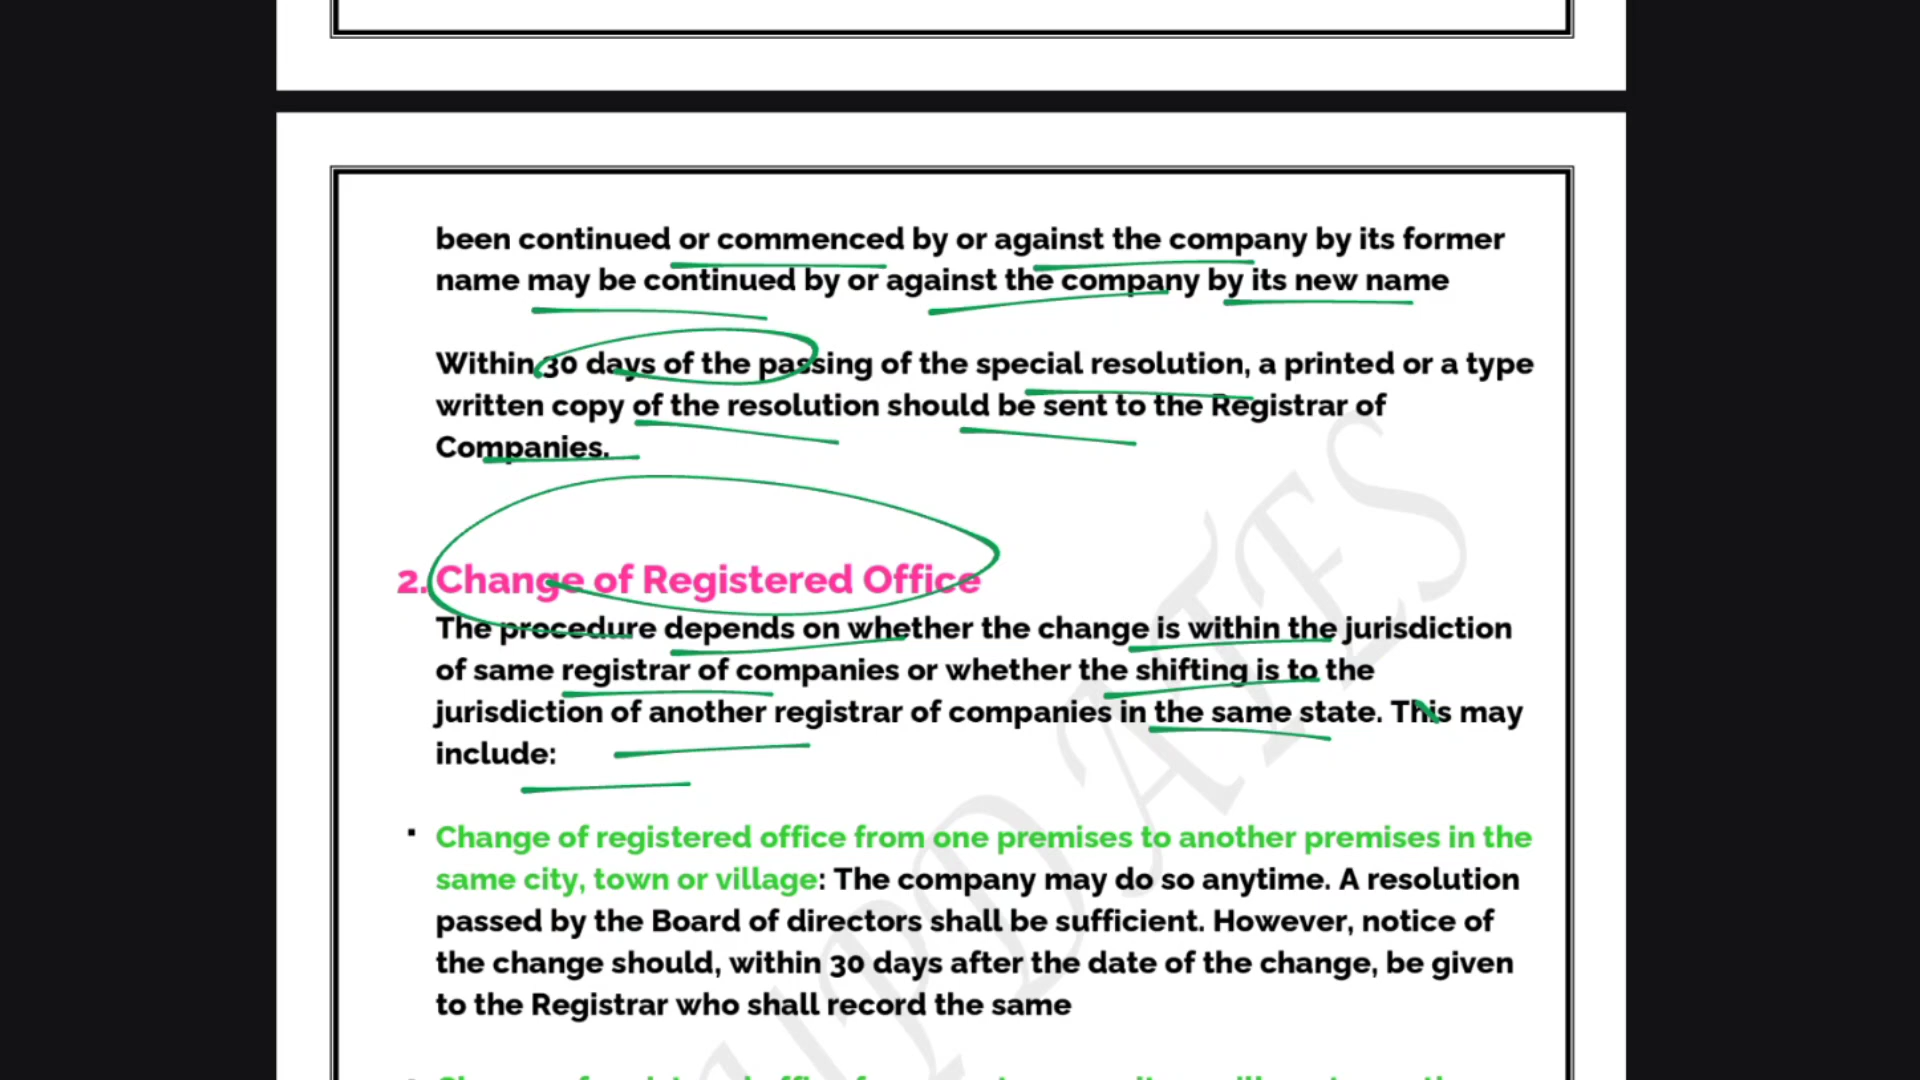 been continued or commenced by or against the company by its former
name may be continued by or against the company by its new name
Within 30 days of the passing of the special resolution, a printed or a type
written copy of the resolution should be sent to the Registrar of
Companies.
2. Change of Registered Office
The procedure depends on whether the change is within the jurisdiction
of same registrar of companies or whether the shifting is to the
jurisdiction of another registrar of companies in the same state. This may
include:
▪ Change of registered office from one premises to another premises in the
same city, town or village: The company may do so anytime. A resolution
passed by the Board of directors shall be sufficient. However, notice of
the change should, within 30 days after the date of the change, be given
to the Registrar who shall record the same
UPDATES